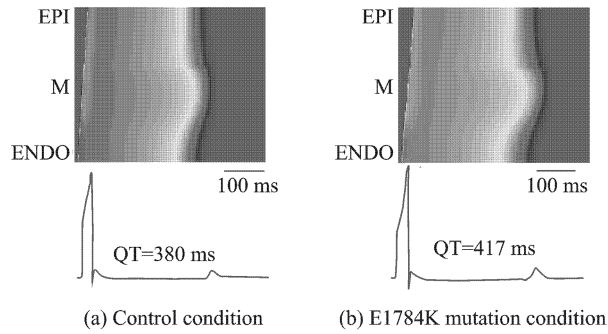 EPI
M
ENDO
100 ms
QT=380 ms
(a) Control condition
EPI
M
ENDO
100 ms
QT=417 ms
(b) E1784K mutation condition